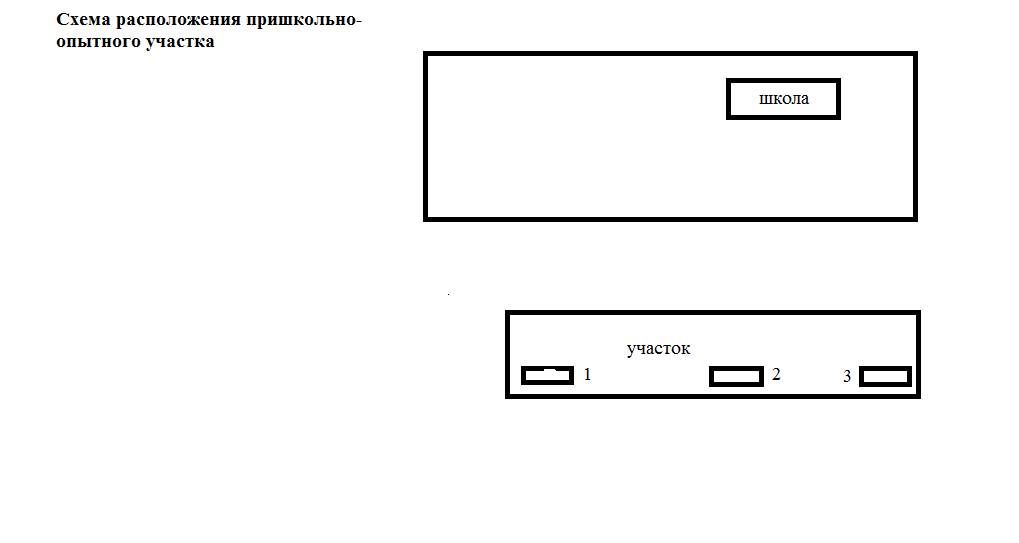 Схема расположения пришкольно-
опытного участка
школа
участок
1
2
3